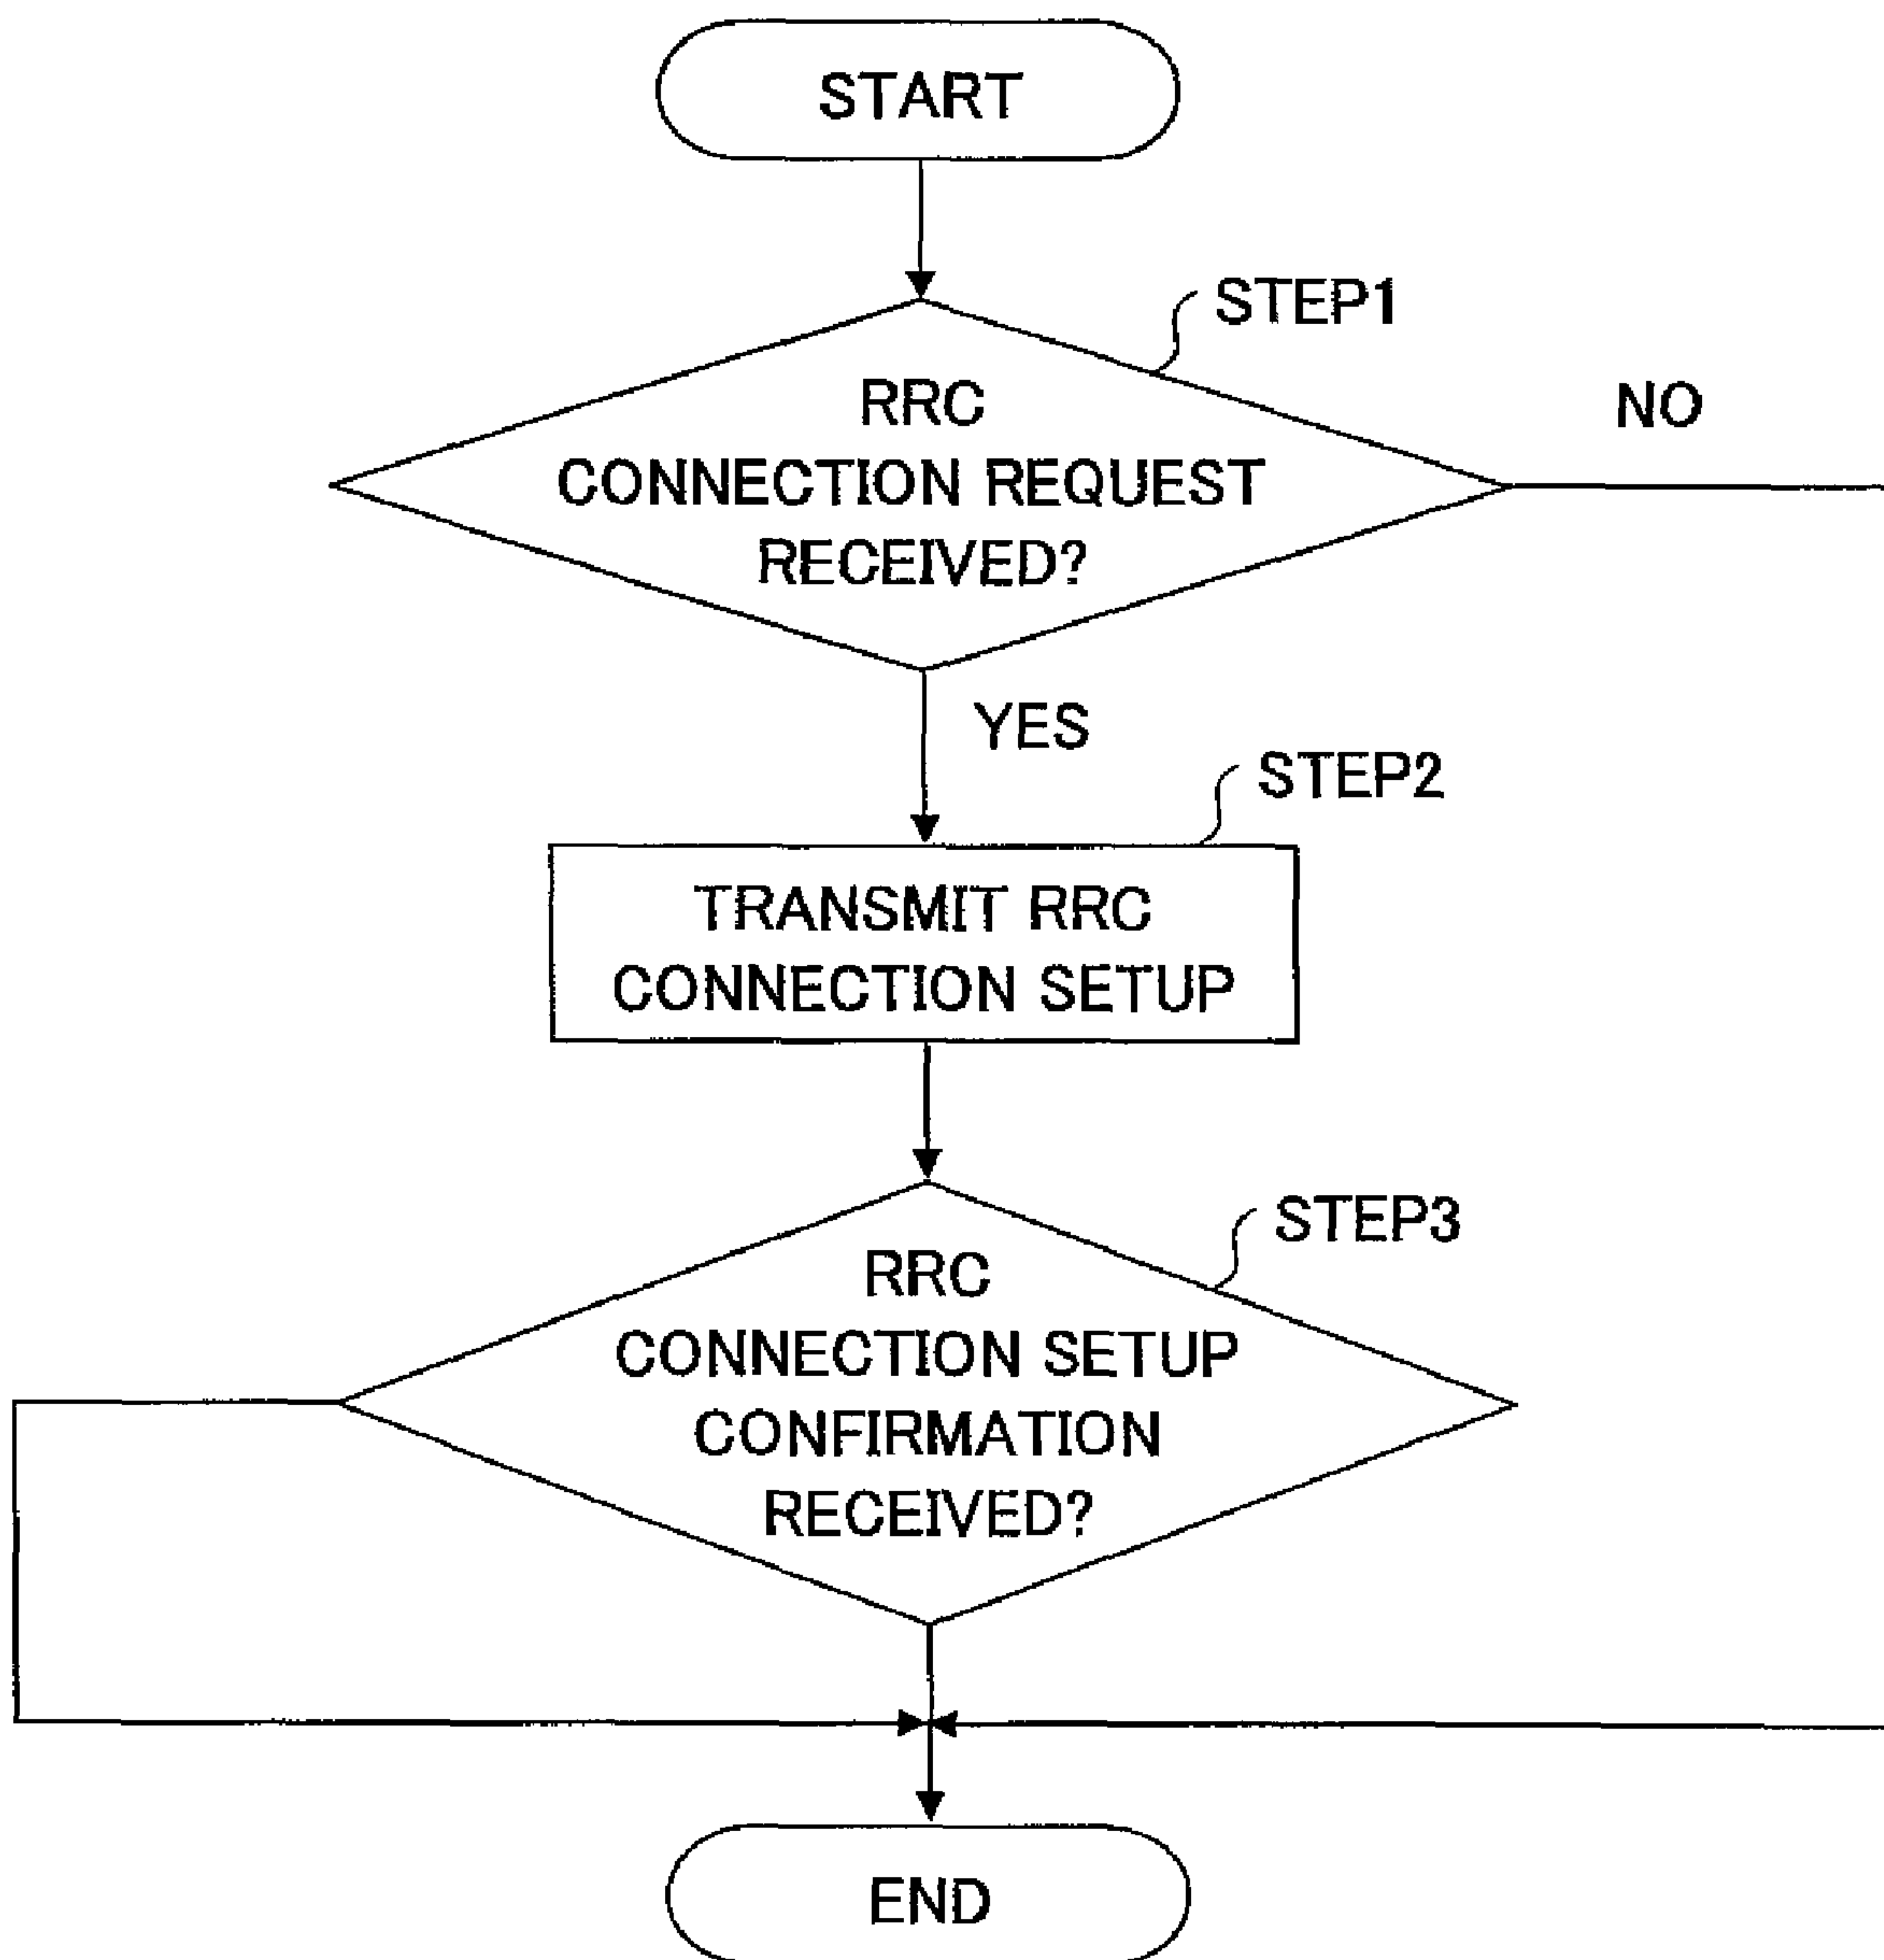 START
STEP1
RRC
CONNECTION REQUEST
RECEIVED?
NO
YES
STEP2
TRANSMIT RRC
CONNECTION SETUP
STEP3
RRC
CONNECTION SETUP
CONFIRMATION
RECEIVED?
END